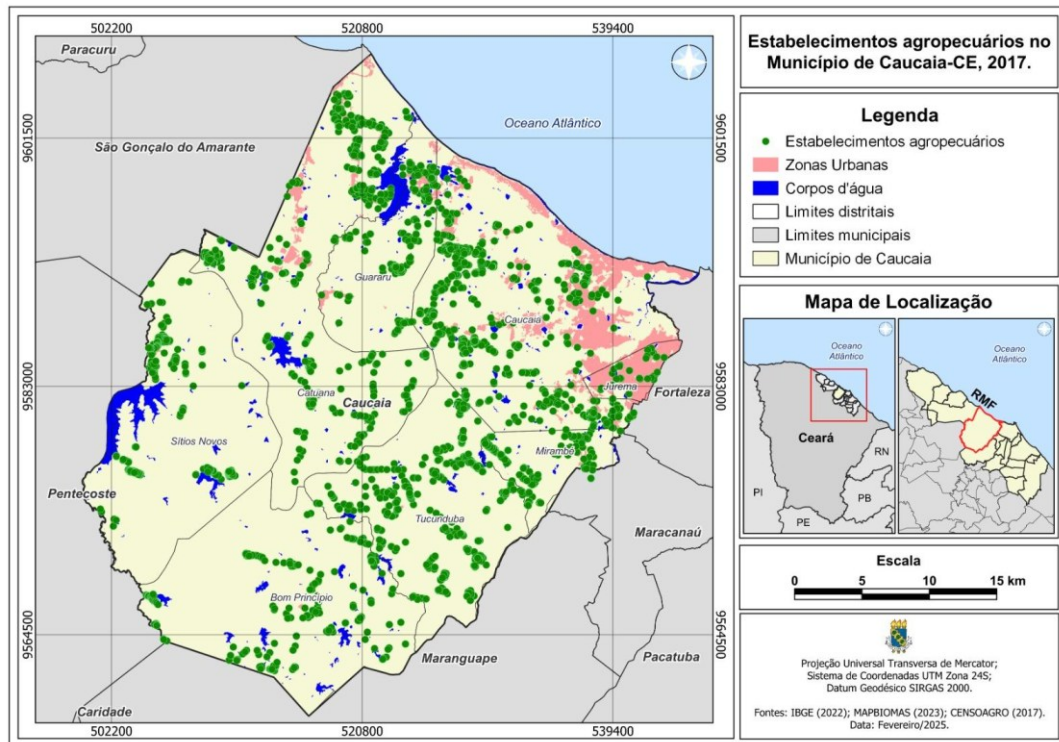 502200
520800
539400
Paracuru
São Gonçalo do Amarante
Oceano Atlântico
9601500
9601500
Guararu
Caucaia
9583000
9583000
Catuana
Caucaia
Jurema
Fortaleza
Sítios Novos
Mirambé
Pentecoste
Tucunduba
Maracanaú
Bom Princípio
9564500
9564500
Maranguape
Pacatuba
Caridade
502200
520800
539400
Estabelecimentos agropecuários no
Município de Caucaia-CE, 2017.
Legenda
Estabelecimentos agropecuários
Zonas Urbanas
Corpos d'água
Limites distritais
Limites municipais
Município de Caucaia
Mapa de Localização
Oceano
Atlântico
Ceará
RN
PB
PI
PE
Oceano
Atlântico
RMF
Escala
0 5 10 15 km
Projeção Universal Transversa de Mercator;
Sistema de Coordenadas UTM Zona 24S;
Datum Geodésico SIRGAS 2000.
Fontes: IBGE (2022); MAPBIOMAS (2023); CENSOAGRO (2017).
Data: Fevereiro/2025.